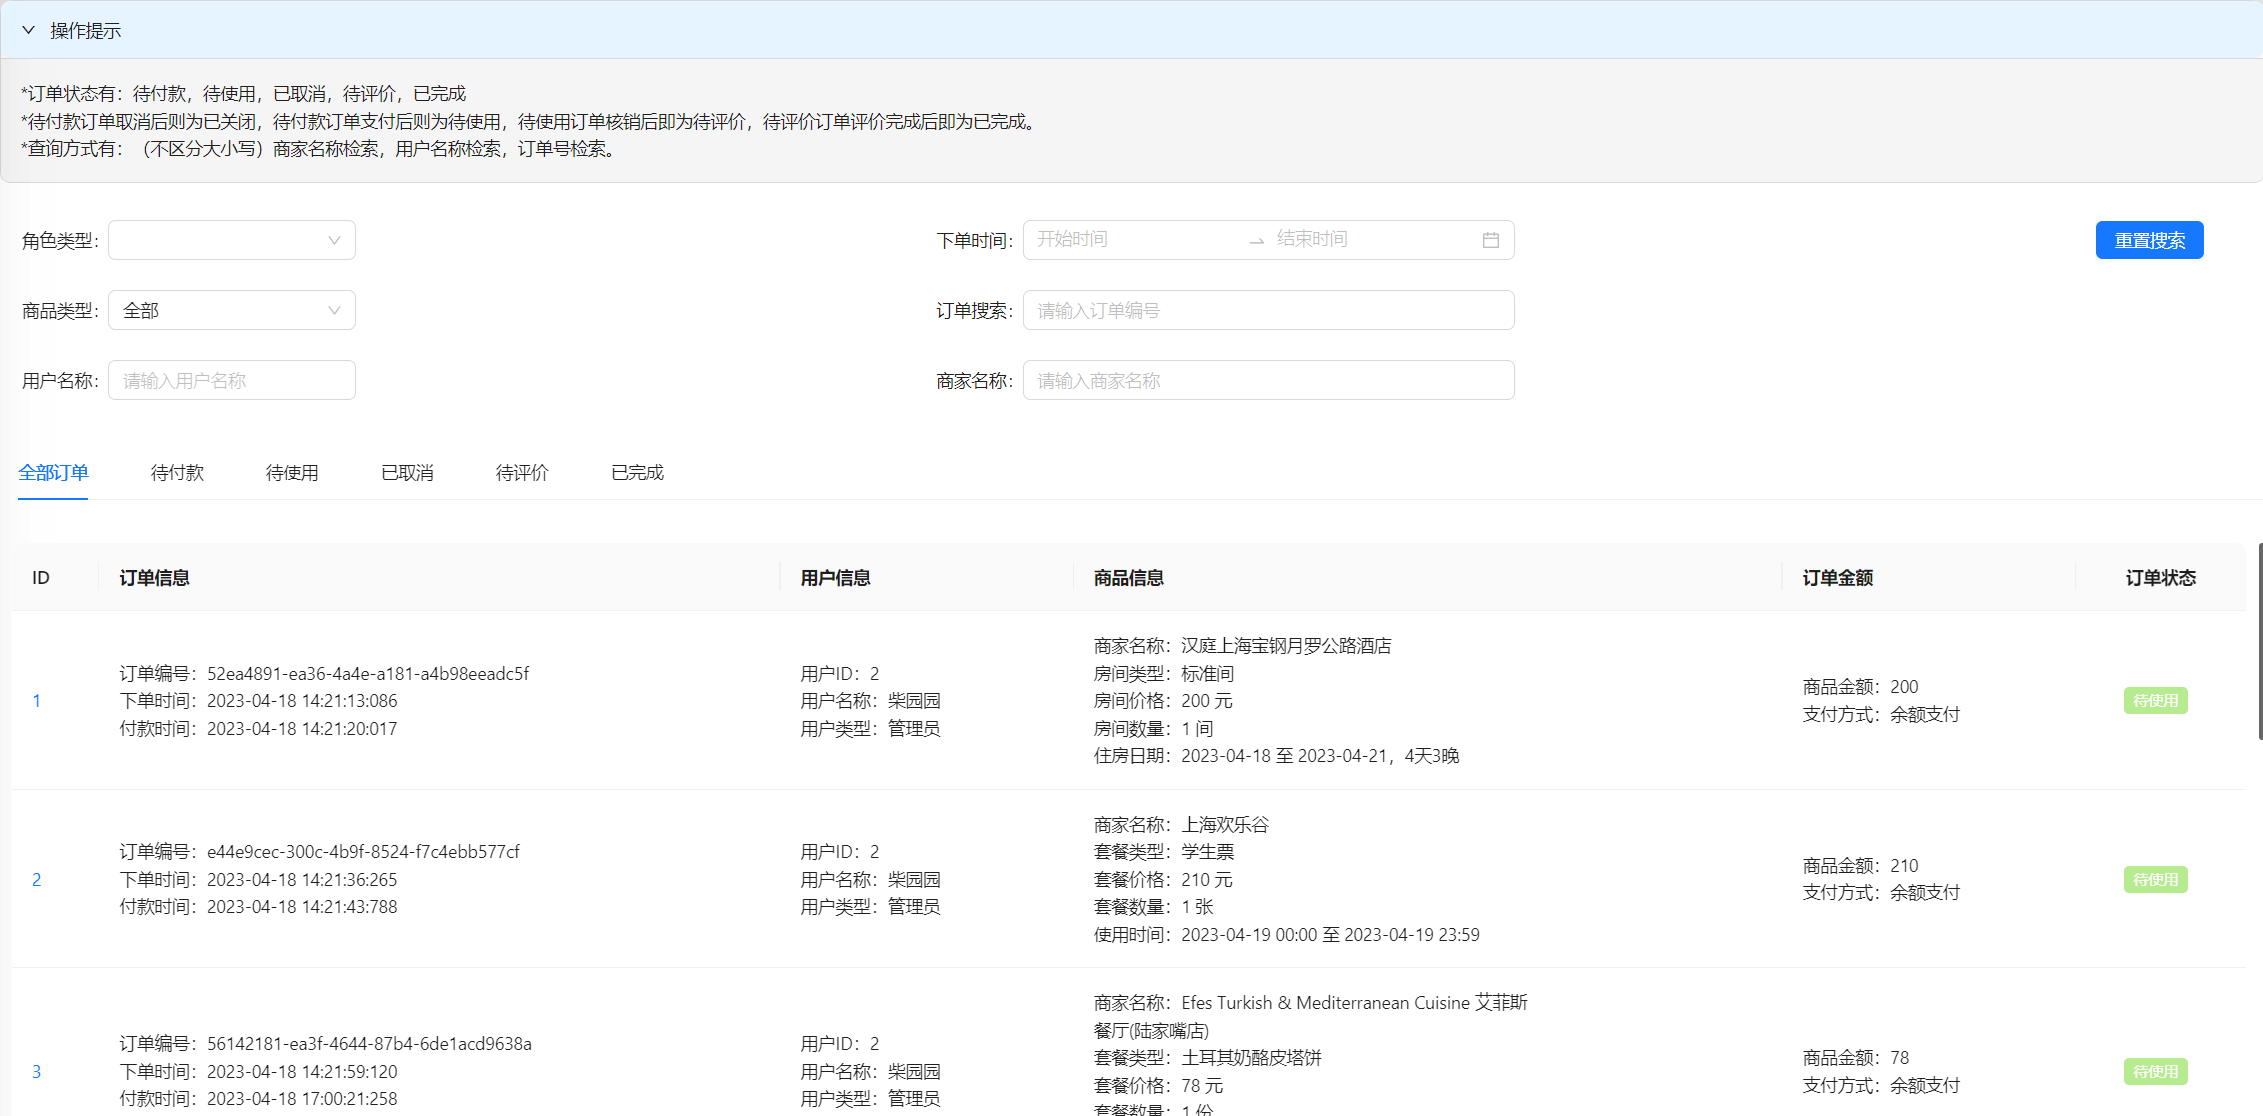 操作提示
*订单状态有：待付款，待使用，已取消，待评价，已完成
*待付款订单取消后则为已关闭，待付款订单支付后则为待使用，待使用订单核销后即为待评价，待评价订单评价完成后即为已完成。
*查询方式有：（不区分大小写）商家名称检索，用户名称检索，订单号检索。
角色类型：
下单时间： 开始时间 → 结束时间
重置搜索
商品类型： 全部
订单搜索： 请输入订单编号
用户名称： 请输入用户名称
商家名称： 请输入商家名称
全部订单 待付款 待使用 已取消 待评价 已完成
ID 订单信息 用户信息 商品信息 订单金额 订单状态
1
订单编号：52ea4891-ea36-4a4e-a181-a4b98eeadc5f
下单时间：2023-04-18 14:21:13:086
付款时间：2023-04-18 14:21:20:017
用户ID：2
用户名称：柴园园
用户类型：管理员
商家名称：汉庭上海宝钢月罗公路酒店
房间类型：标准间
房间价格：200 元
房间数量：1 间
住房日期：2023-04-18 至 2023-04-21，4天3晚
商品金额：200
支付方式：余额支付
待使用
2
订单编号：e44e9cec-300c-4b9f-8524-f7c4ebb577cf
下单时间：2023-04-18 14:21:36:265
付款时间：2023-04-18 14:21:43:788
用户ID：2
用户名称：柴园园
用户类型：管理员
商家名称：上海欢乐谷
套餐类型：学生票
套餐价格：210 元
套餐数量：1 张
使用时间：2023-04-19 00:00 至 2023-04-19 23:59
商品金额：210
支付方式：余额支付
待使用
3
订单编号：56142181-ea3f-4644-87b4-6de1acd9638a
下单时间：2023-04-18 14:21:59:120
付款时间：2023-04-18 17:00:21:258
用户ID：2
用户名称：柴园园
用户类型：管理员
商家名称：Efes Turkish & Mediterranean Cuisine 艾菲斯
餐厅(陆家嘴店)
套餐类型：土耳其奶酪皮塔饼
套餐价格：78 元
套餐数量：1 份
商品金额：78
支付方式：余额支付
待使用